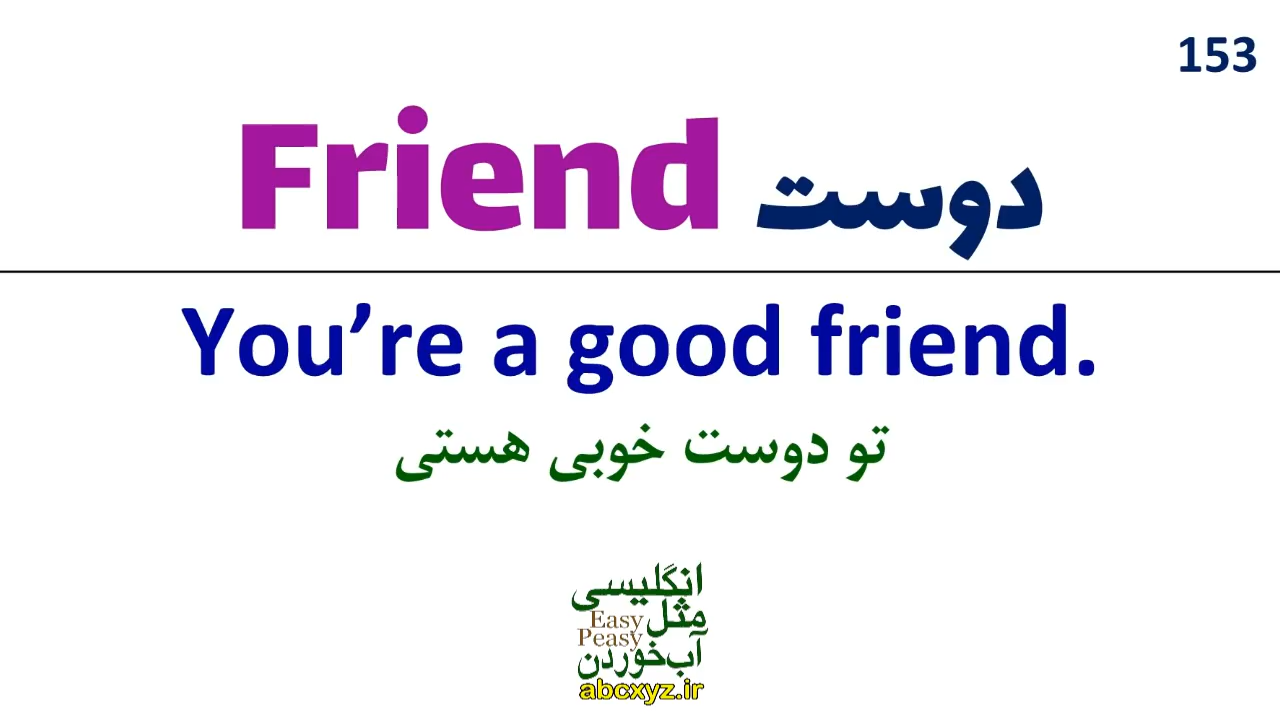 153
Friend دوست
You’re a good friend.
تو دوست خوبی هستی
انگلیسی
مثل Easy
Peasy
آب‌خوردن
abcxyz.ir